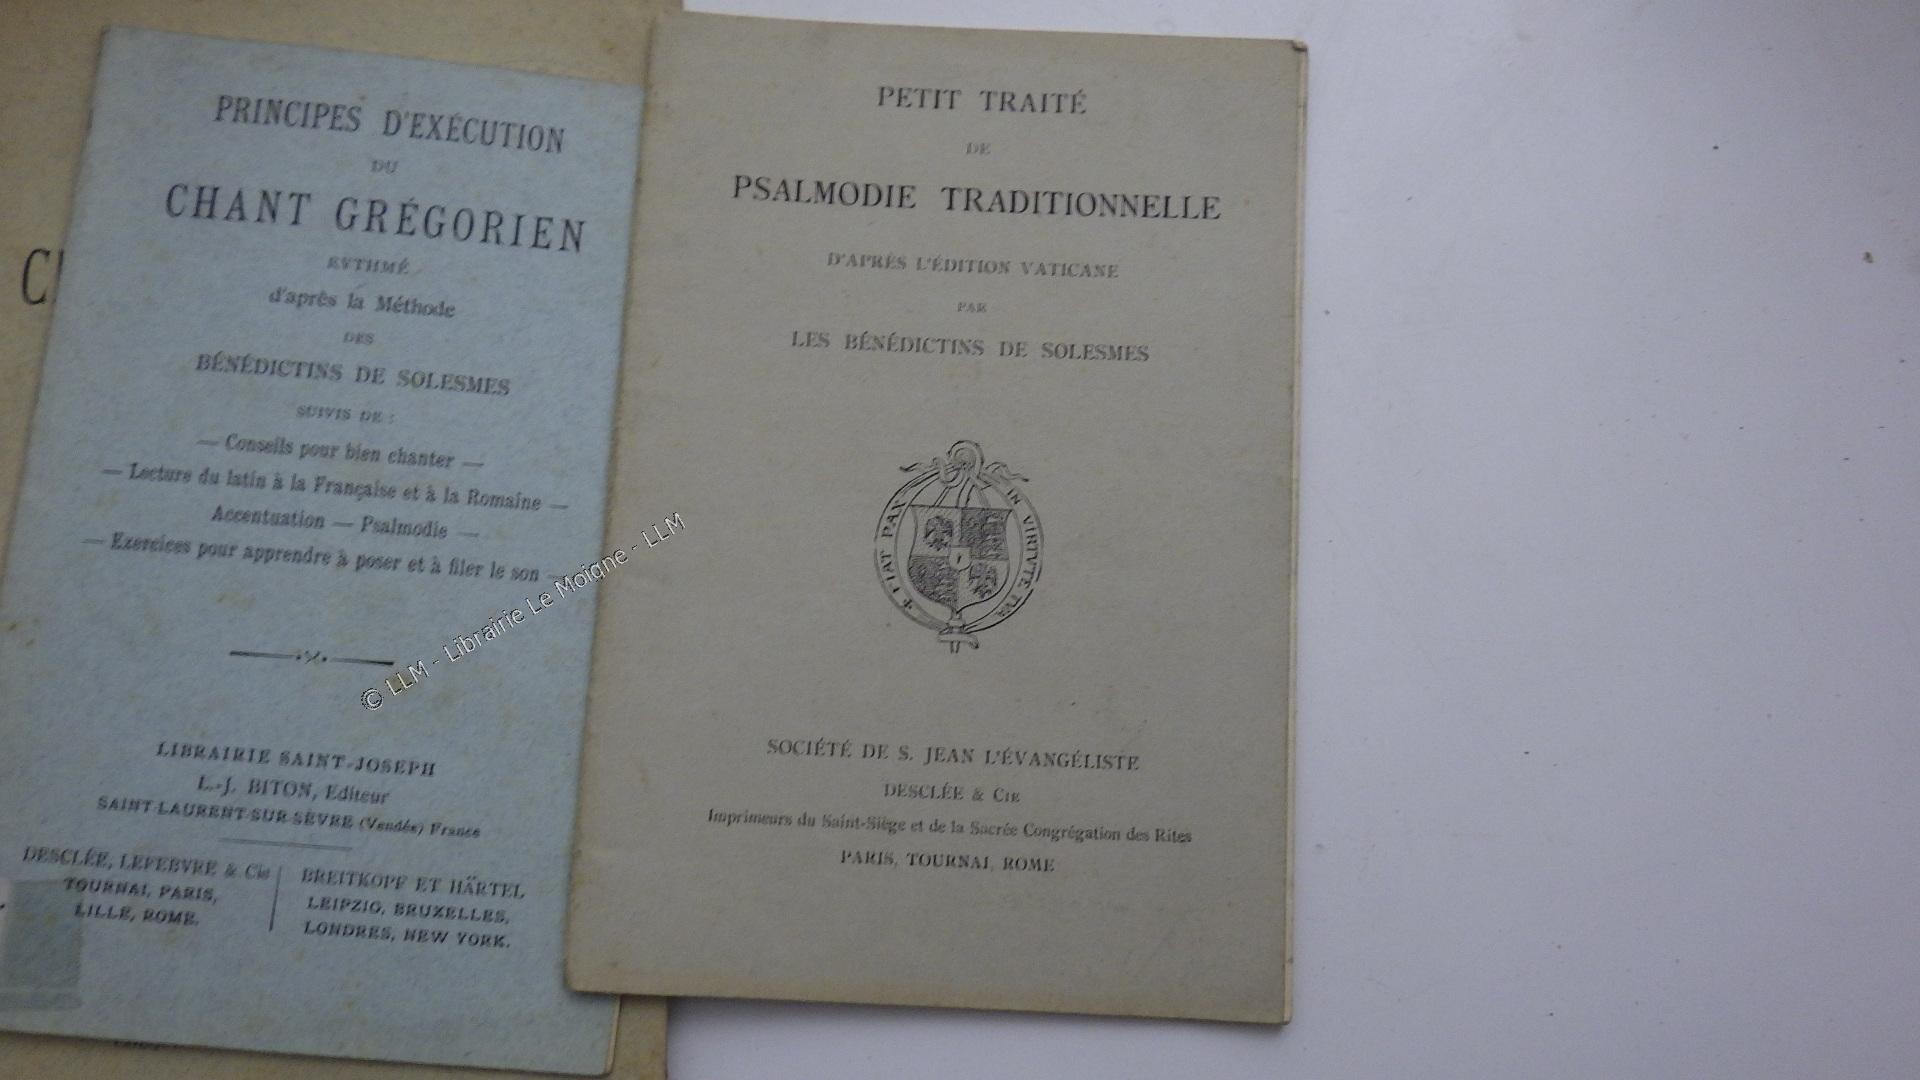 PRINCIPES D'EXÉCUTION
DU
CHANT GRÉGORIEN
RYTHMÉ
d'après la Méthode
DES
BÉNÉDICTINS DE SOLESMES
SUIVIS DE :
— Conseils pour bien chanter —
— Lecture du latin à la Française et à la Romaine —
Accentuation — Psalmodie —
— Exercices pour apprendre à poser et à filer le son —
LIBRAIRIE SAINT-JOSEPH
L.-J. BITON, Editeur
SAINT-LAURENT-SUR-SÈVRE (Vendée) France
DESCLÉE, LEFEBVRE & Cie
TOURNAI, PARIS,
LILLE, ROME.
BREITKOPF ET HÄRTEL
LEIPZIG, BRUXELLES,
LONDRES, NEW YORK.
PETIT TRAITÉ
DE
PSALMODIE TRADITIONNELLE
D'APRÈS L'ÉDITION VATICANE
PAR
LES BÉNÉDICTINS DE SOLESMES
✠ FIAT PAX IN VIRTVTE TVA
SOCIÉTÉ DE S. JEAN L'ÉVANGÉLISTE
DESCLÉE & Cie
Imprimeurs du Saint-Siège et de la Sacrée Congrégation des Rites
PARIS, TOURNAI, ROME
© LLM - Librairie Le Moigne - LLM